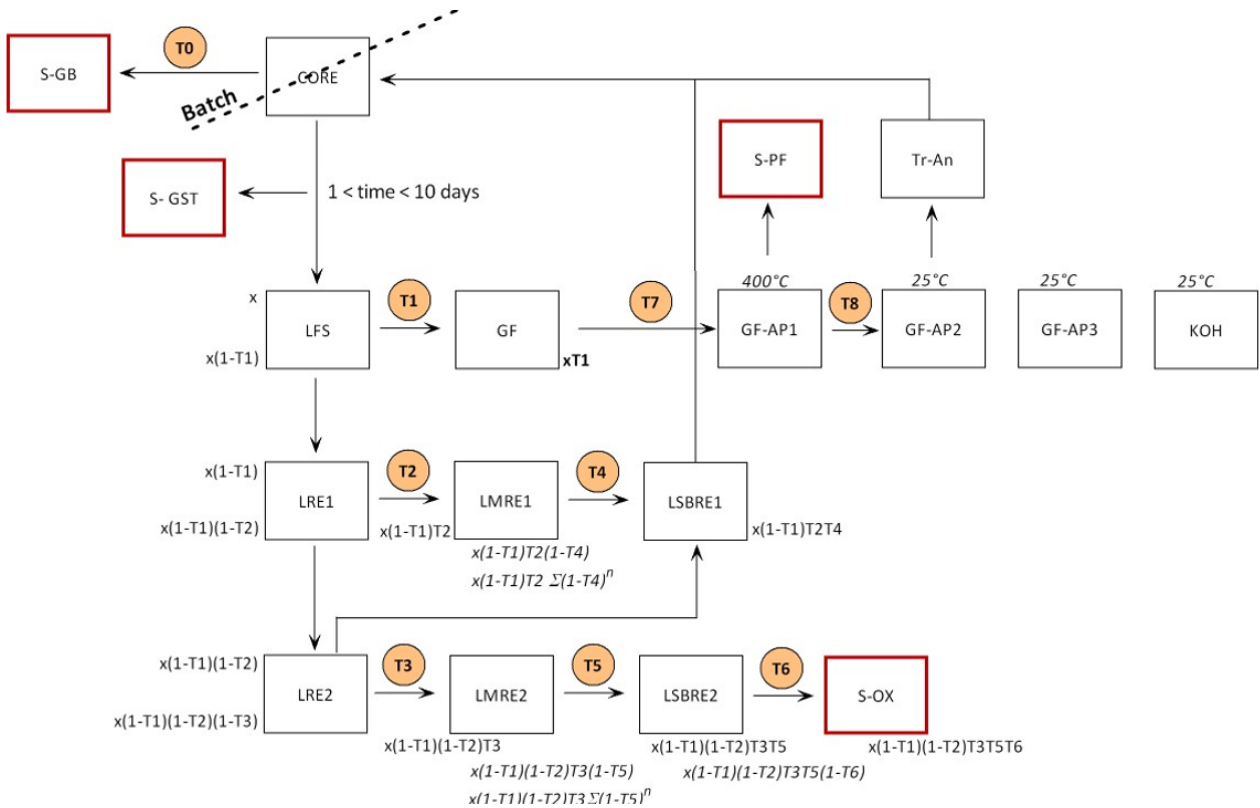 S-GB
T0
CORE
Batch
S- GST
1 < time < 10 days
S-PF
Tr-An
x
LFS
x(1-T1)
T1
GF
xT1
T7
400°C
GF-AP1
T8
25°C
GF-AP2
25°C
GF-AP3
25°C
KOH
x(1-T1)
LRE1
x(1-T1)(1-T2)
T2
x(1-T1)T2
LMRE1
x(1-T1)T2(1-T4)
x(1-T1)T2 Σ(1-T4)ⁿ
T4
LSBRE1
x(1-T1)T2T4
x(1-T1)(1-T2)
LRE2
x(1-T1)(1-T2)(1-T3)
T3
LMRE2
x(1-T1)(1-T2)T3
x(1-T1)(1-T2)T3(1-T5)
x(1-T1)(1-T2)T3Σ(1-T5)ⁿ
T5
LSBRE2
x(1-T1)(1-T2)T3T5
x(1-T1)(1-T2)T3T5(1-T6)
T6
S-OX
x(1-T1)(1-T2)T3T5T6